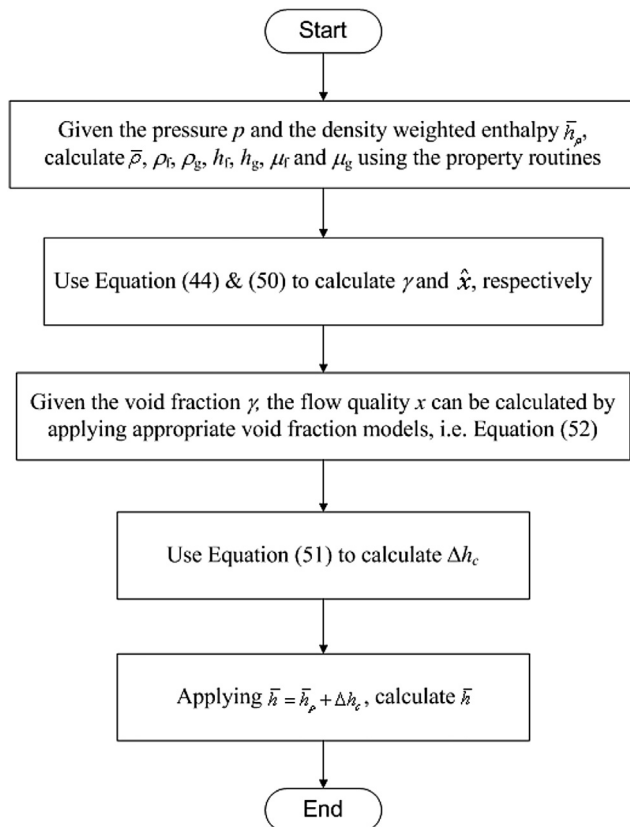 Start
Given the pressure p and the density weighted enthalpy h̄ρ,
calculate ρ̄, ρf, ρg, hf, hg, μf and μg using the property routines
Use Equation (44) & (50) to calculate γ and x̂, respectively
Given the void fraction γ, the flow quality x can be calculated by
applying appropriate void fraction models, i.e. Equation (52)
Use Equation (51) to calculate Δhc
Applying h̄ = h̄ρ + Δhc, calculate h̄
End